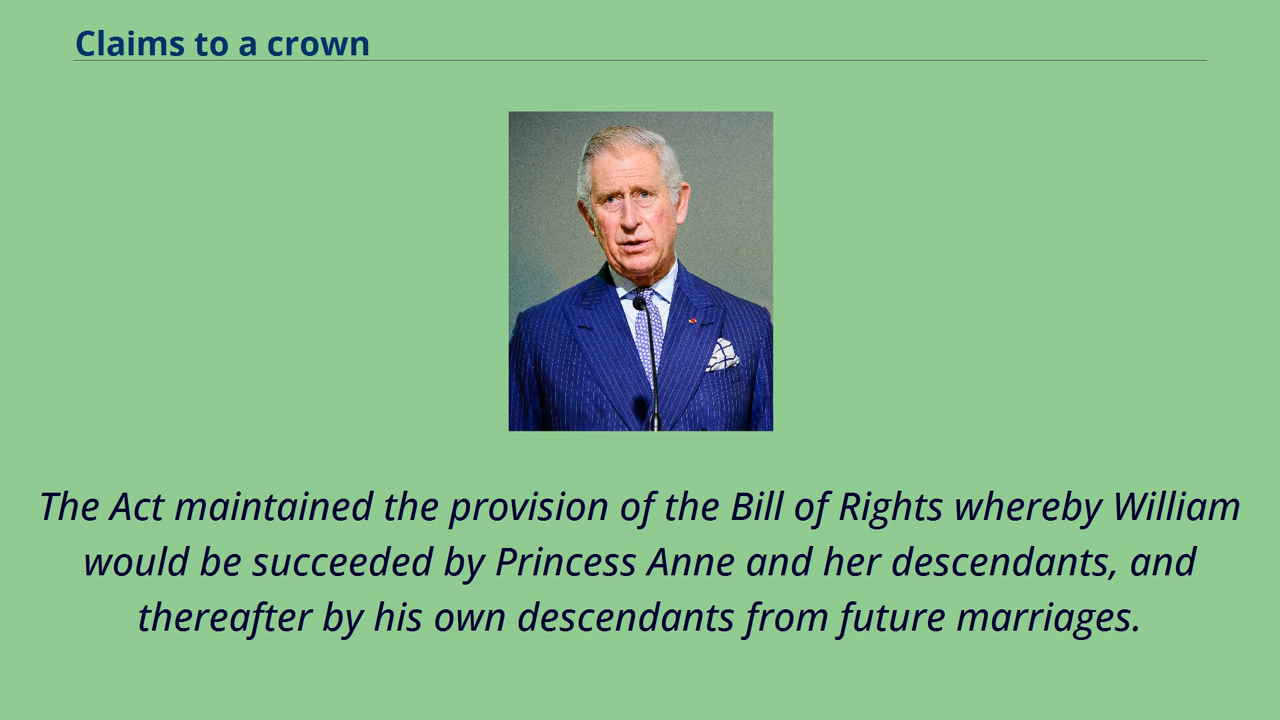 Claims to a crown
The Act maintained the provision of the Bill of Rights whereby William
would be succeeded by Princess Anne and her descendants, and
thereafter by his own descendants from future marriages.